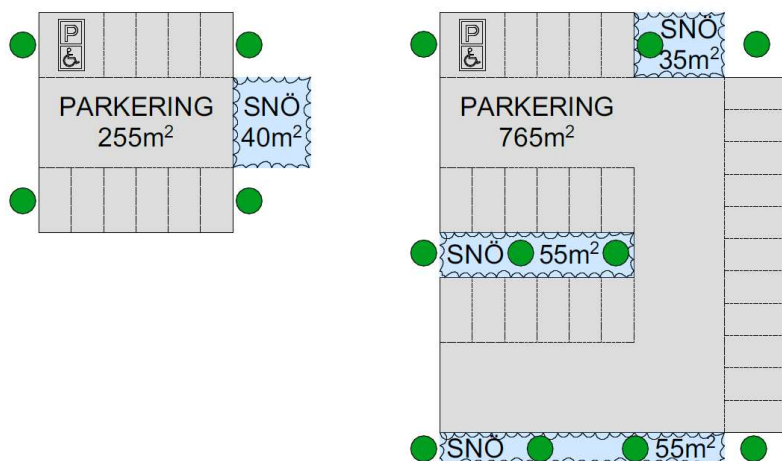 P
PARKERING
255m²
SNÖ
40m²
P
SNÖ
35m²
PARKERING
765m²
SNÖ 55m²
SNÖ 55m²